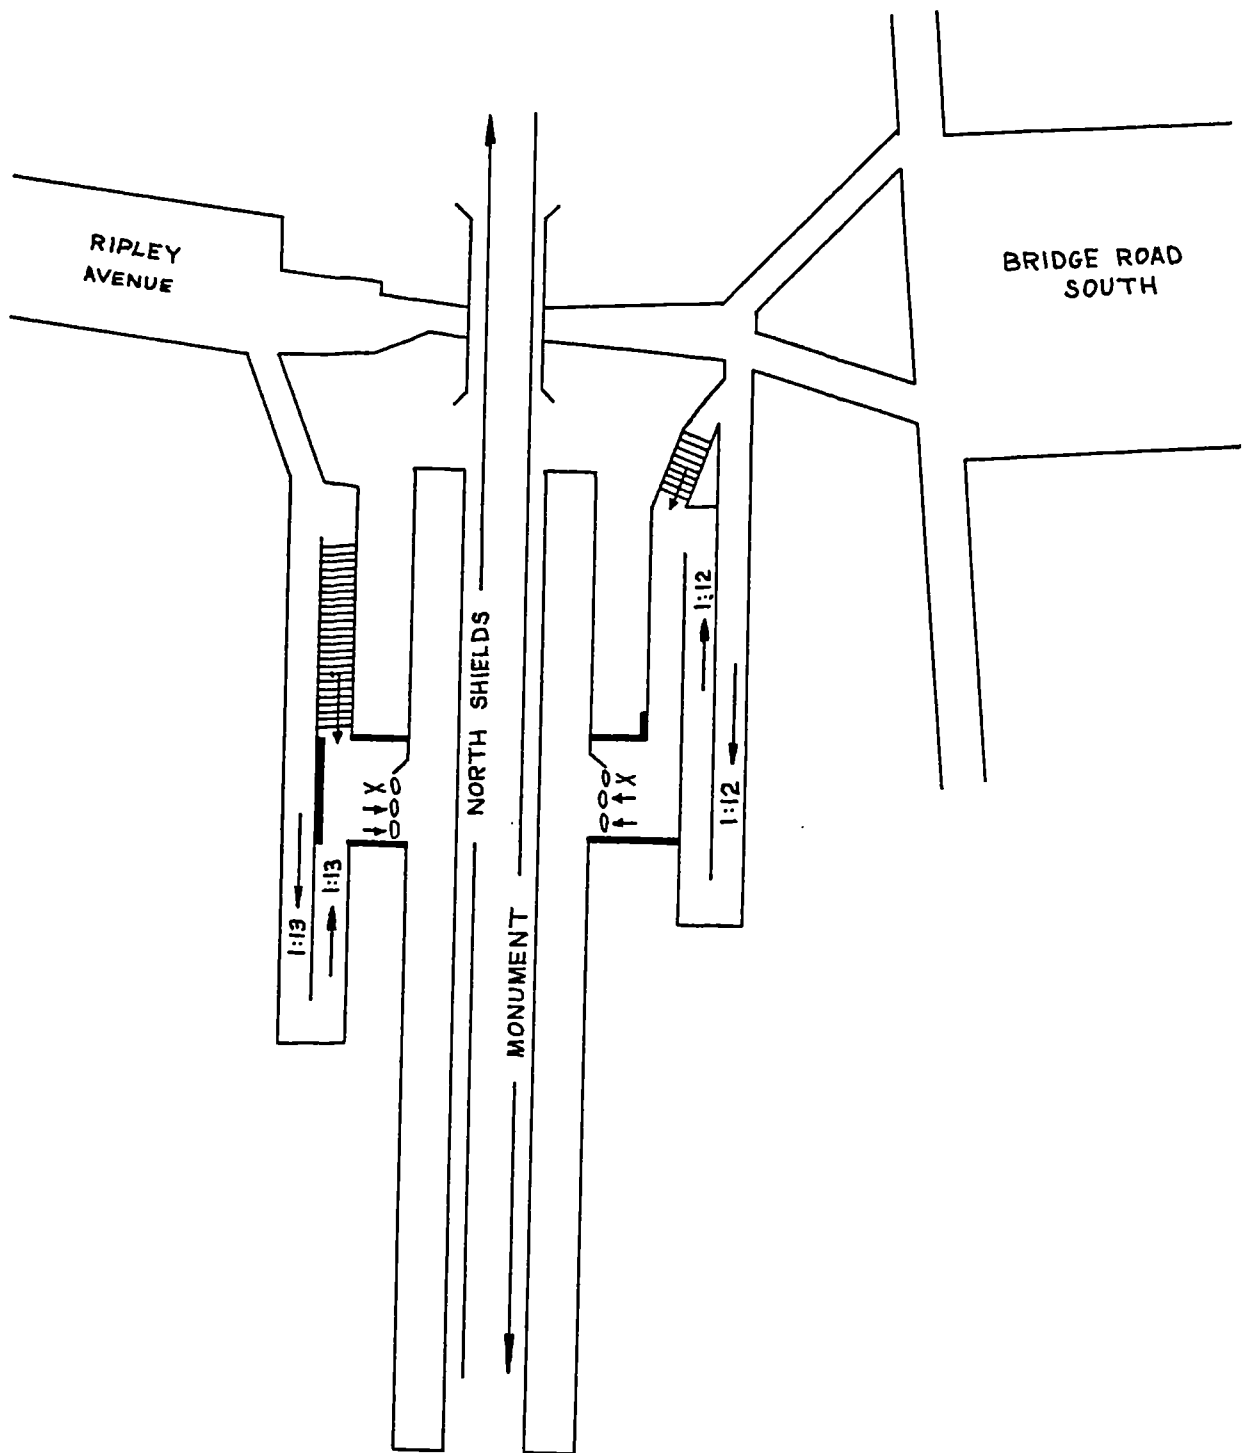 RIPLEY
AVENUE
BRIDGE ROAD
SOUTH
1:12
NORTH SHIELDS
X
X
1:12
1:13
1:13
MONUMENT